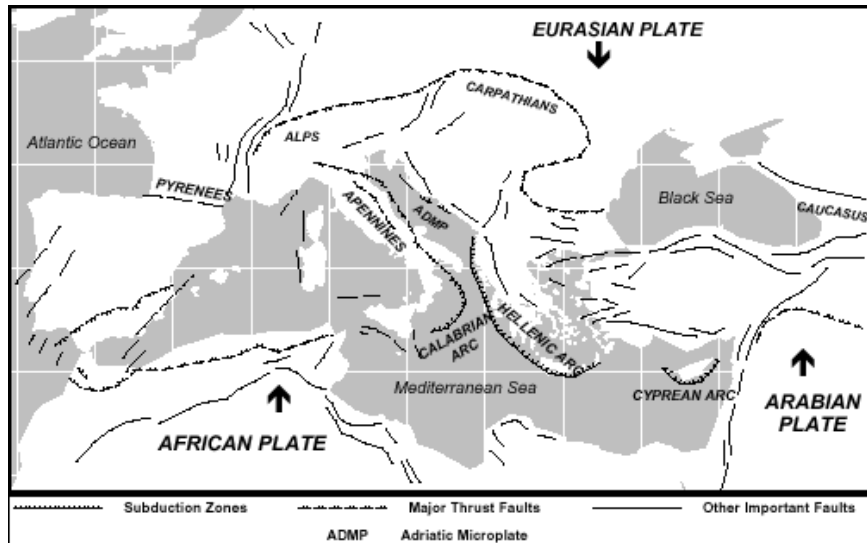 EURASIAN PLATE
CARPATHIANS
Atlantic Ocean
ALPS
PYRENEES
Black Sea
CAUCASUS
APENNINES
ADMP
HELLENIC ARC
CALABRIAN
ARC
Mediterranean Sea
CYPREAN ARC
ARABIAN
PLATE
AFRICAN PLATE
Subduction Zones
Major Thrust Faults
Other Important Faults
ADMP Adriatic Microplate